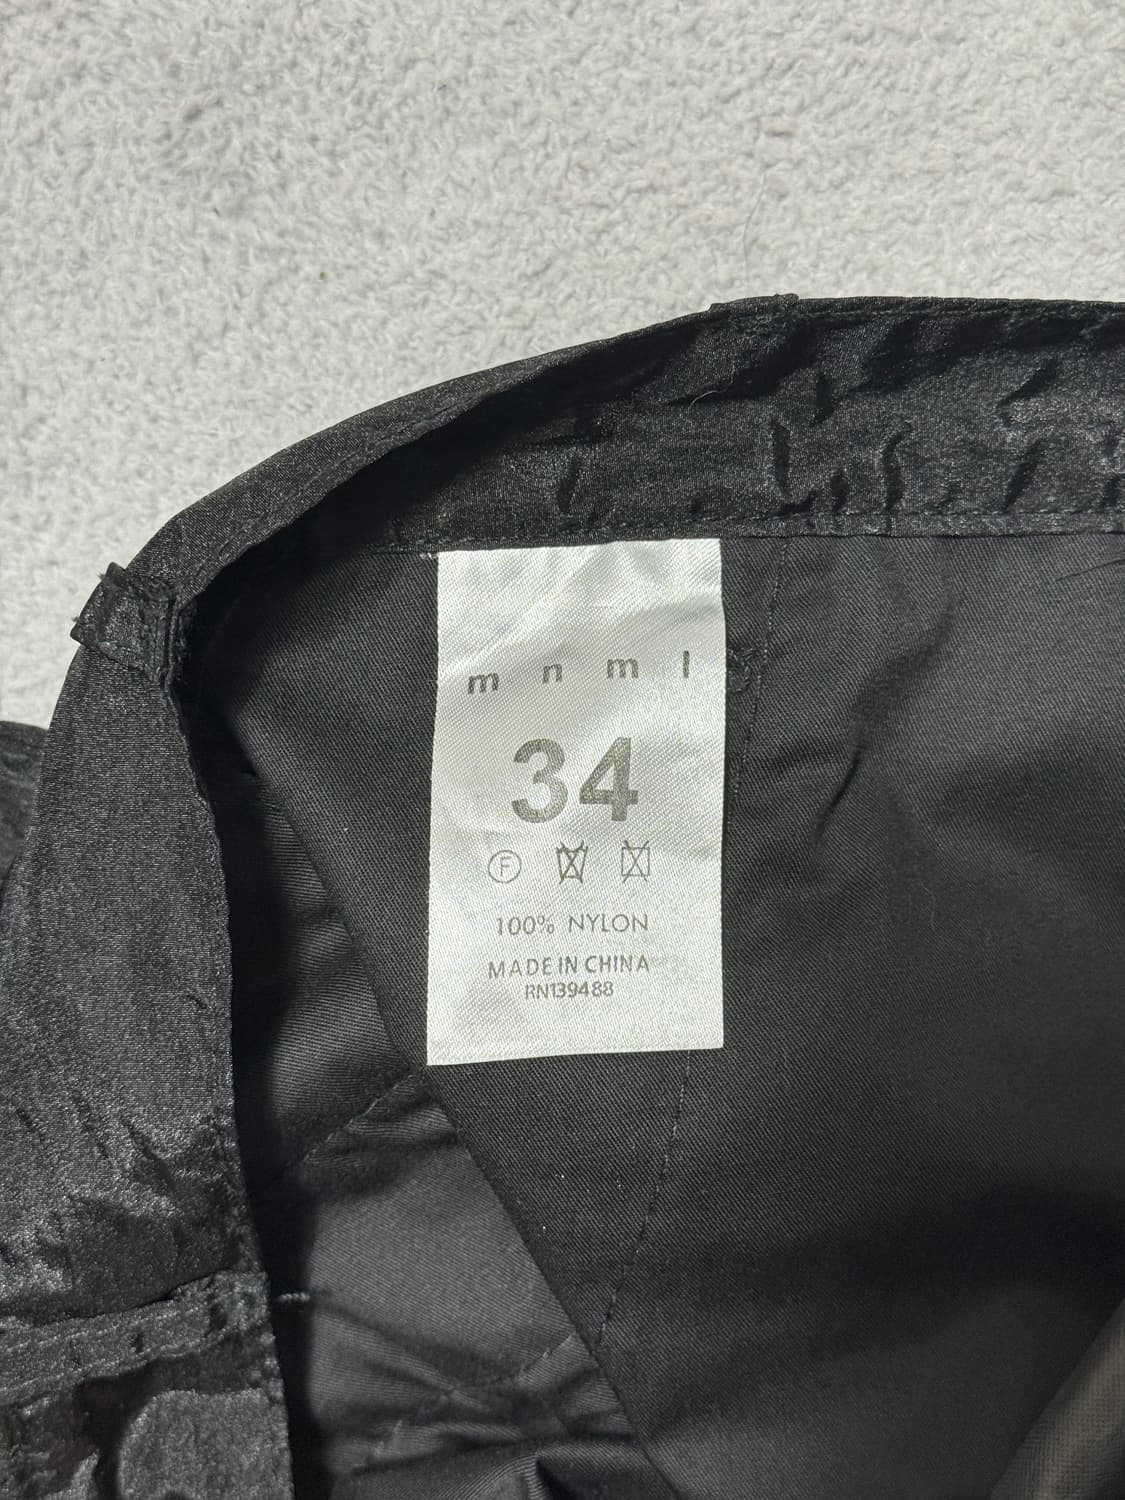 m n m l
34
F
100% NYLON
MADE IN CHINA
RN139488